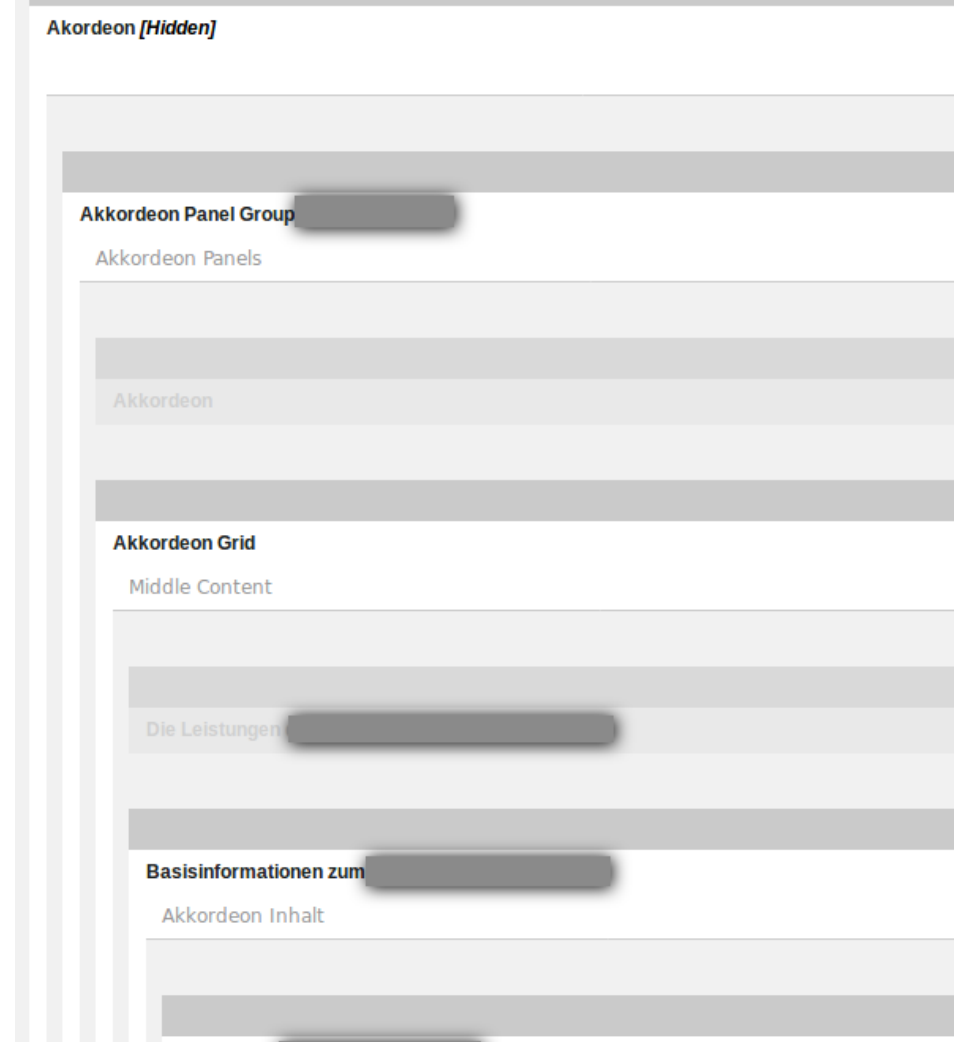 Akordeon [Hidden]
Akkordeon Panel Group
Akkordeon Panels
Akkordeon
Akkordeon Grid
Middle Content
Die Leistungen
Basisinformationen zum
Akkordeon Inhalt